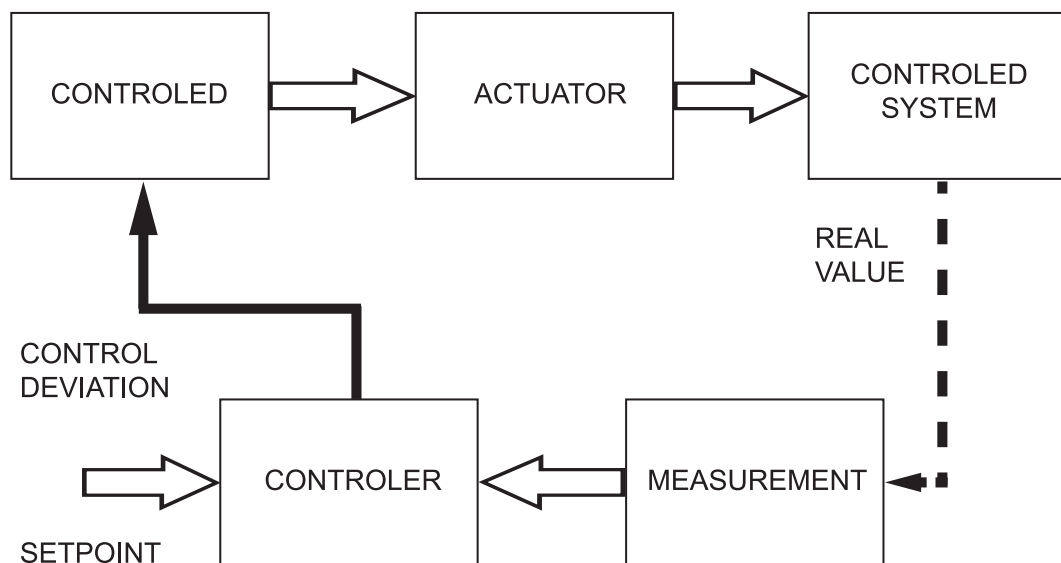 CONTROLED
ACTUATOR
CONTROLED
SYSTEM
REAL
VALUE
CONTROL
DEVIATION
CONTROLER
MEASUREMENT
SETPOINT